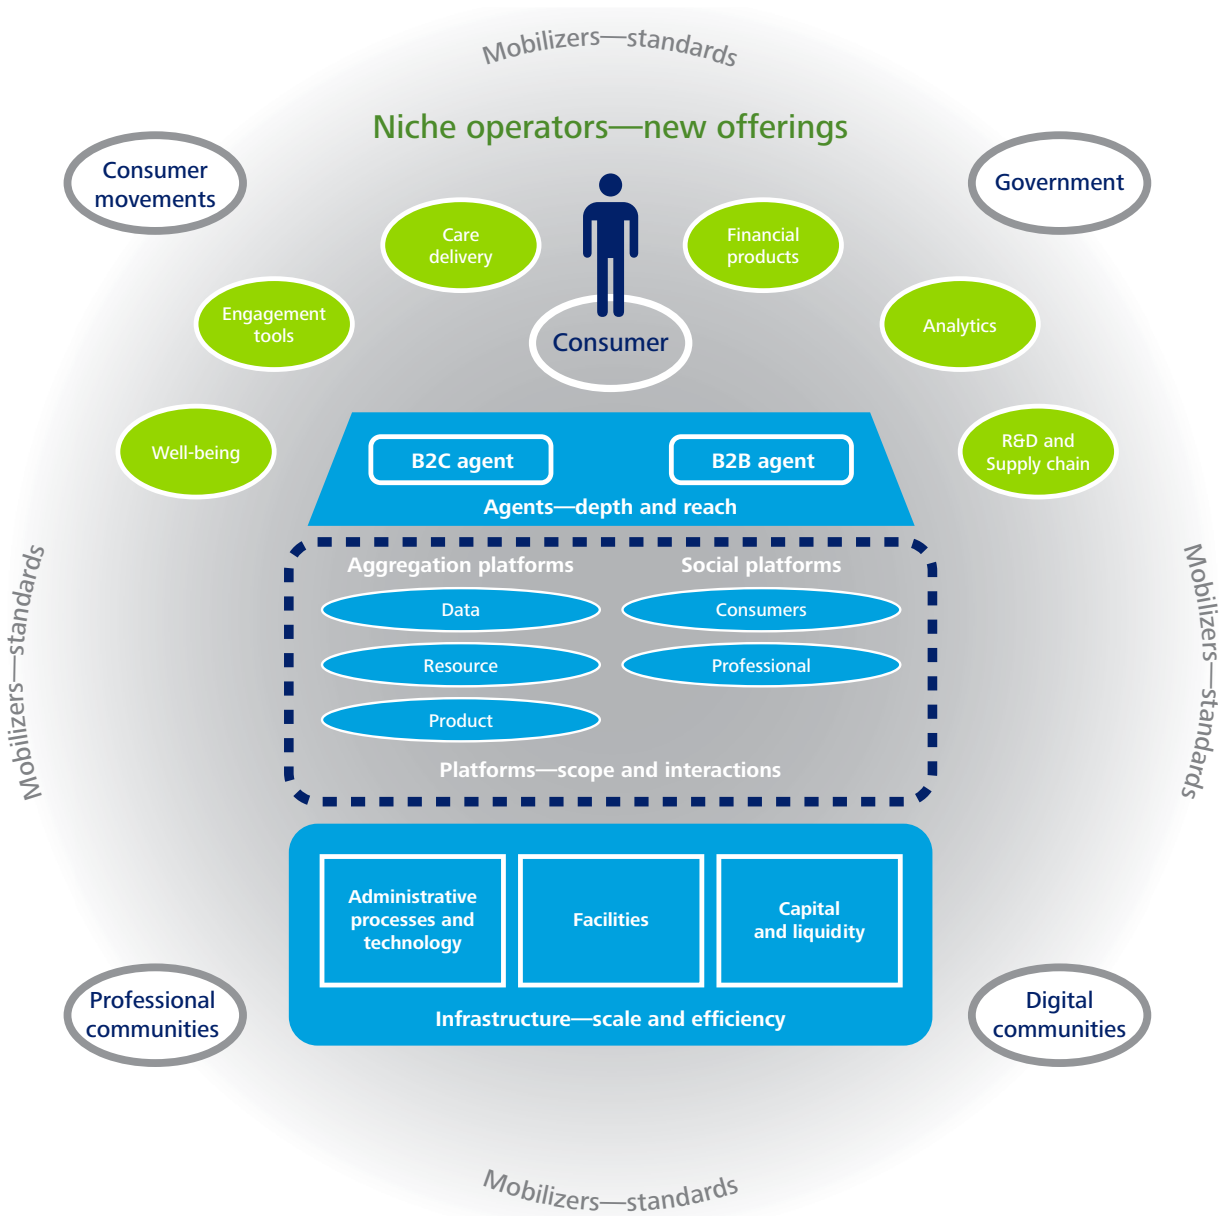 Mobilizers—standards
Niche operators—new offerings
Consumer
movements
Government
Care
delivery
Financial
products
Engagement
tools
Analytics
Consumer
Well-being
R&D and
Supply chain
B2C agent
B2B agent
Agents—depth and reach
Mobilizers—standards
Mobilizers—standards
Aggregation platforms
Social platforms
Data
Consumers
Resource
Professional
Product
Platforms—scope and interactions
Administrative
processes and
technology
Facilities
Capital
and liquidity
Infrastructure—scale and efficiency
Professional
communities
Digital
communities
Mobilizers—standards